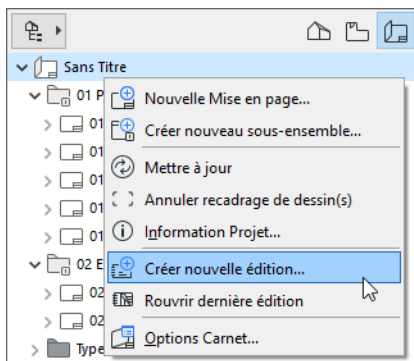 Sans Titre
01 P
Nouvelle Mise en page...
01
Créer nouveau sous-ensemble...
01
Mettre à jour
01
Annuler recadrage de dessin(s)
01
Information Projet...
02 E
Créer nouvelle édition...
02
Rouvrir dernière édition
02
Options Carnet...
Type